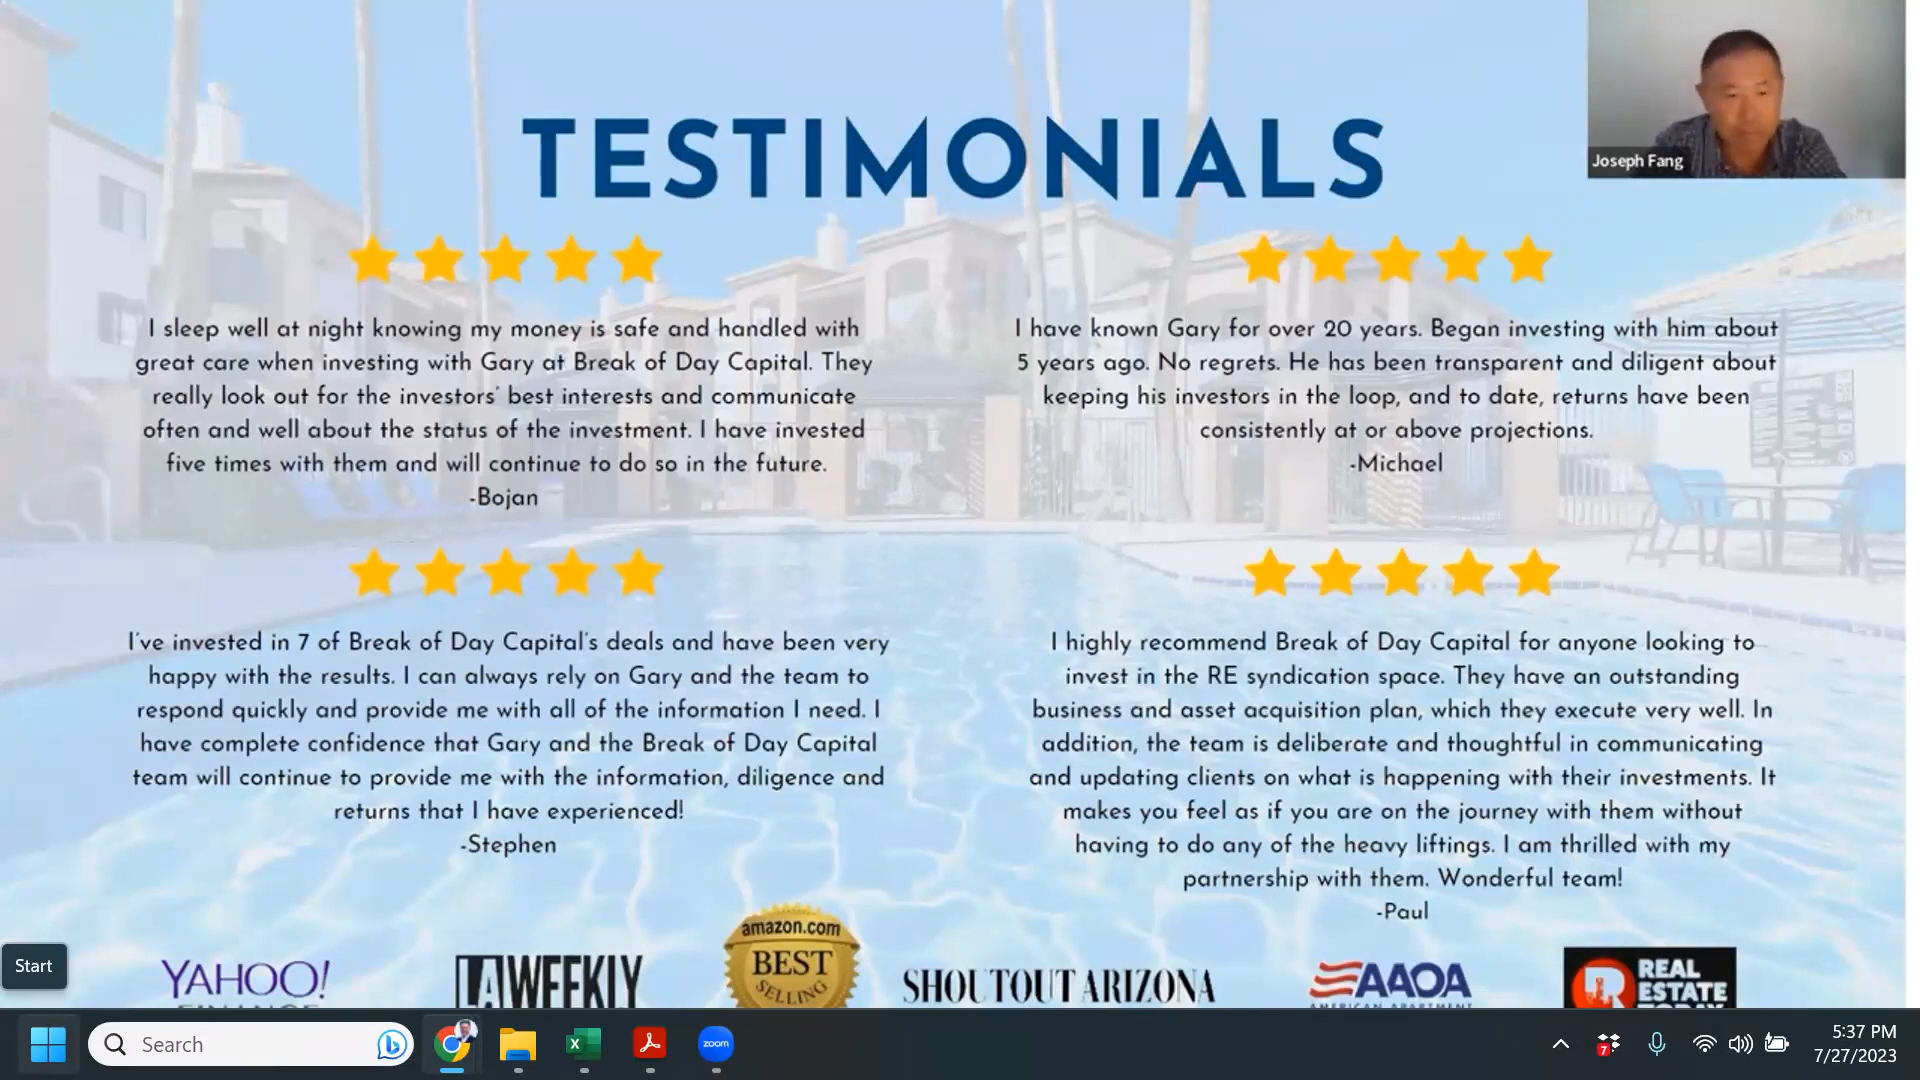 Joseph Fang
TESTIMONIALS
I sleep well at night knowing my money is safe and handled with
great care when investing with Gary at Break of Day Capital. They
really look out for the investors' best interests and communicate
often and well about the status of the investment. I have invested
five times with them and will continue to do so in the future.
-Bojan
I have known Gary for over 20 years. Began investing with him about
5 years ago. No regrets. He has been transparent and diligent about
keeping his investors in the loop, and to date, returns have been
consistently at or above projections.
-Michael
I've invested in 7 of Break of Day Capital's deals and have been very
happy with the results. I can always rely on Gary and the team to
respond quickly and provide me with all of the information I need. I
have complete confidence that Gary and the Break of Day Capital
team will continue to provide me with the information, diligence and
returns that I have experienced!
-Stephen
I highly recommend Break of Day Capital for anyone looking to
invest in the RE syndication space. They have an outstanding
business and asset acquisition plan, which they execute very well. In
addition, the team is deliberate and thoughtful in communicating
and updating clients on what is happening with their investments. It
makes you feel as if you are on the journey with them without
having to do any of the heavy liftings. I am thrilled with my
partnership with them. Wonderful team!
-Paul
Start
YAHOO!
LAWEEKLY
amazon.com
BEST
SELLING
SHOUTOUT ARIZONA
AAOA
AMERICAN APARTMENT
REAL
ESTATE
Search
zoom
7
5:37 PM
7/27/2023